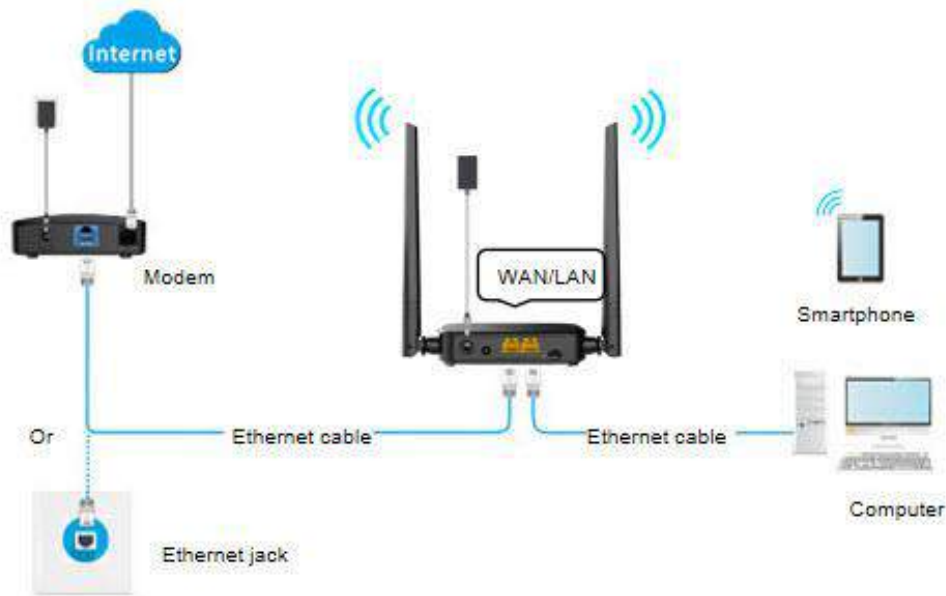 Internet
Modem
WAN/LAN
Smartphone
Or
Ethernet cable
Ethernet cable
Computer
Ethernet jack